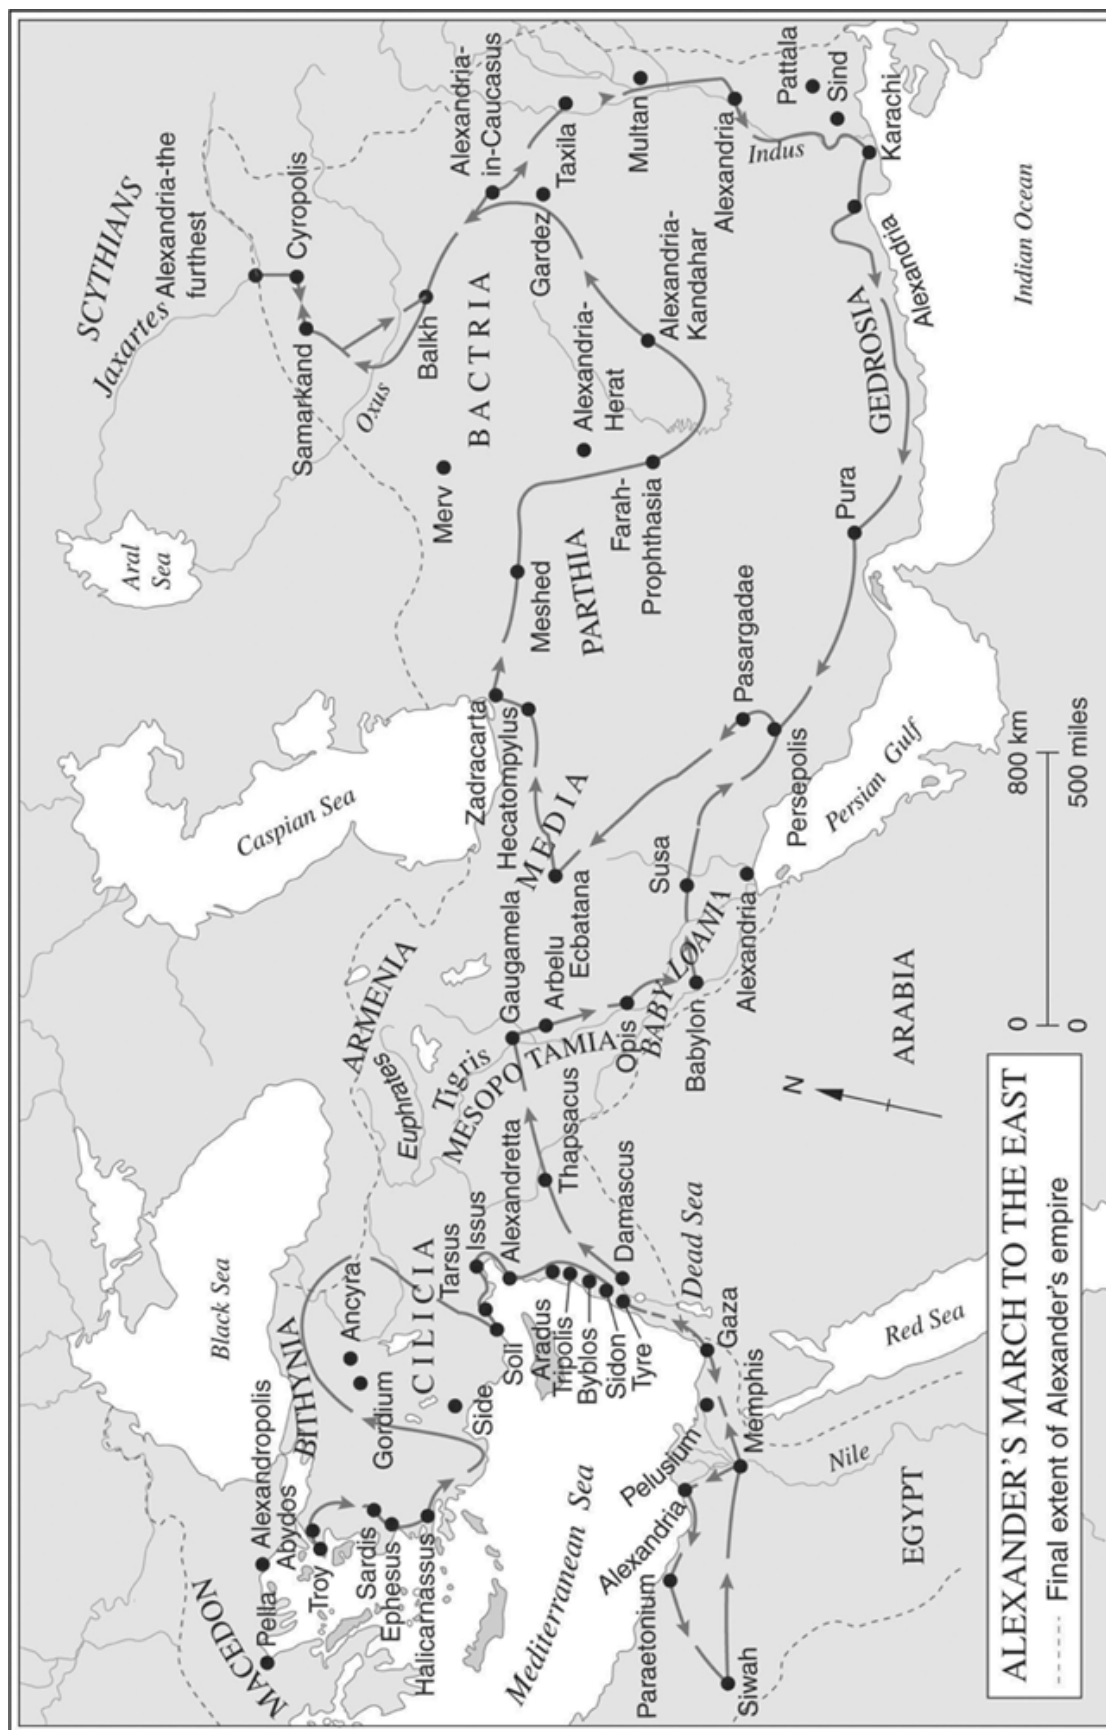 MACEDON
Pella
Alexandropolis
Abydos
Troy
Sardis
Ephesus
Halicarnassus
BITHYNIA
Black Sea
Gordium
Ancyra
CILICIA
Side
Soli
Tarsus
Issus
Alexandretta
Aradus
Tripolis
Byblos
Sidon
Tyre
Damascus
Dead Sea
Gaza
Mediterranean Sea
Paraetonium
Siwah
Alexandria
Pelusium
Memphis
Nile
EGYPT
Red Sea
ARMENIA
Euphrates
Tigris
MESOPO TAMIA
Thapsacus
Gaugamela
Arbelu
Opis
BABY LOANIA
Babylon
Susa
Alexandria
ARABIA
N
Caspian Sea
Zadracarta
Hecatompylus
MEDIA
Ecbatana
Pasargadae
Persepolis
Persian Gulf
Aral
Sea
Meshed
PARTHIA
Merv
Farah-
Prophthasia
Alexandria-
Herat
Alexandria-
Kandahar
SCYTHIANS
Jaxartes
Alexandria-the
furthest
Cyropolis
Samarkand
Oxus
Balkh
BACTRIA
Alexandria-
in-Caucasus
Gardez
Taxila
Multan
Alexandria
Indus
Pattala
Sind
Karachi
Alexandria
GEDROSIA
Pura
Indian Ocean
0 800 km
0 500 miles
ALEXANDER’S MARCH TO THE EAST
Final extent of Alexander's empire